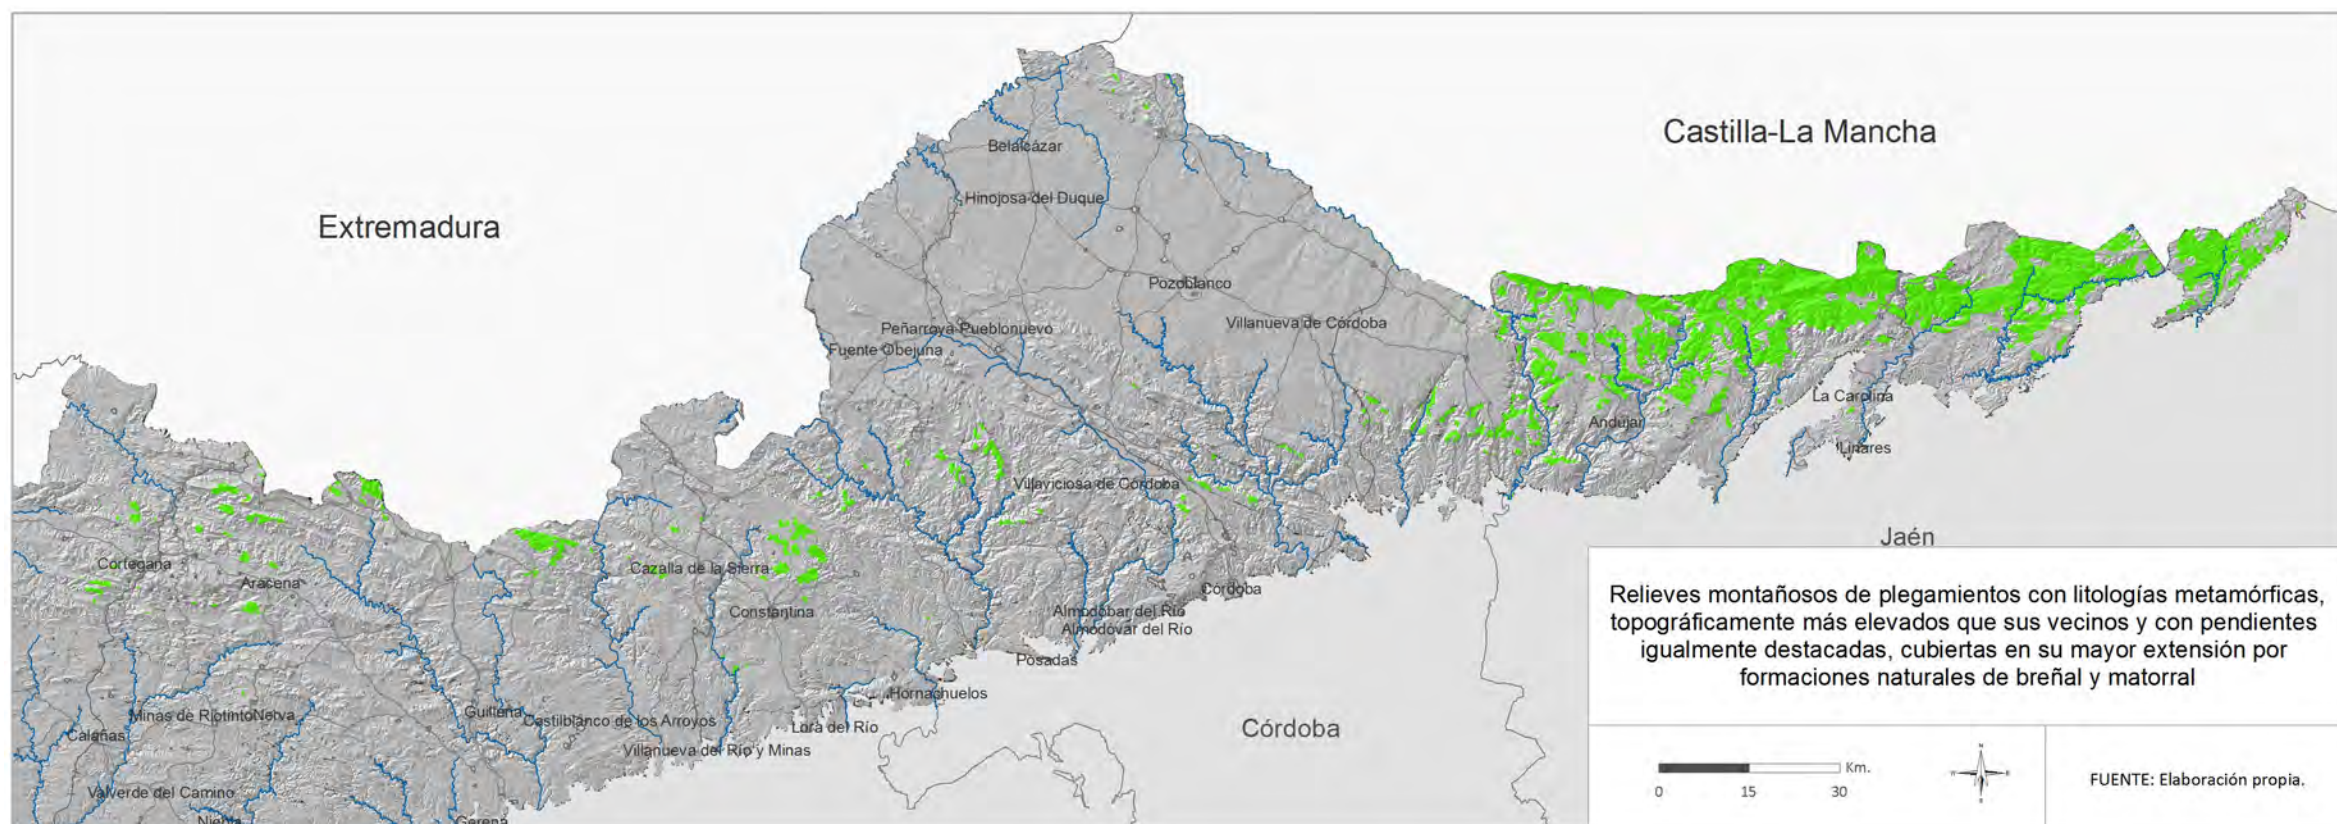 Castilla-La Mancha
Belalcázar
Hinojosa del Duque
Extremadura
Pozoblanco
Villanueva de Córdoba
Peñarroya-Pueblonuevo
Fuente Obejuna
La Carolina
Andújar
Linares
Villaviciosa de Córdoba
Jaén
Cortegana
Aracena
Cazalla de la Sierra
Constantina
Córdoba
Almodóbar del Río
Almodóvar del Río
Posadas
Hornachuelos
Minas de Riotinto
Nerva
Guillena
Castilblanco de los Arroyos
Lora del Río
Calañas
Villanueva del Río y Minas
Córdoba
Valverde del Camino
Niebla
Gerena
Relieves montañosos de plegamientos con litologías metamórficas,
topográficamente más elevados que sus vecinos y con pendientes
igualmente destacadas, cubiertas en su mayor extensión por
formaciones naturales de breñal y matorral
Km.
0 15 30
N
W E
S
FUENTE: Elaboración propia.